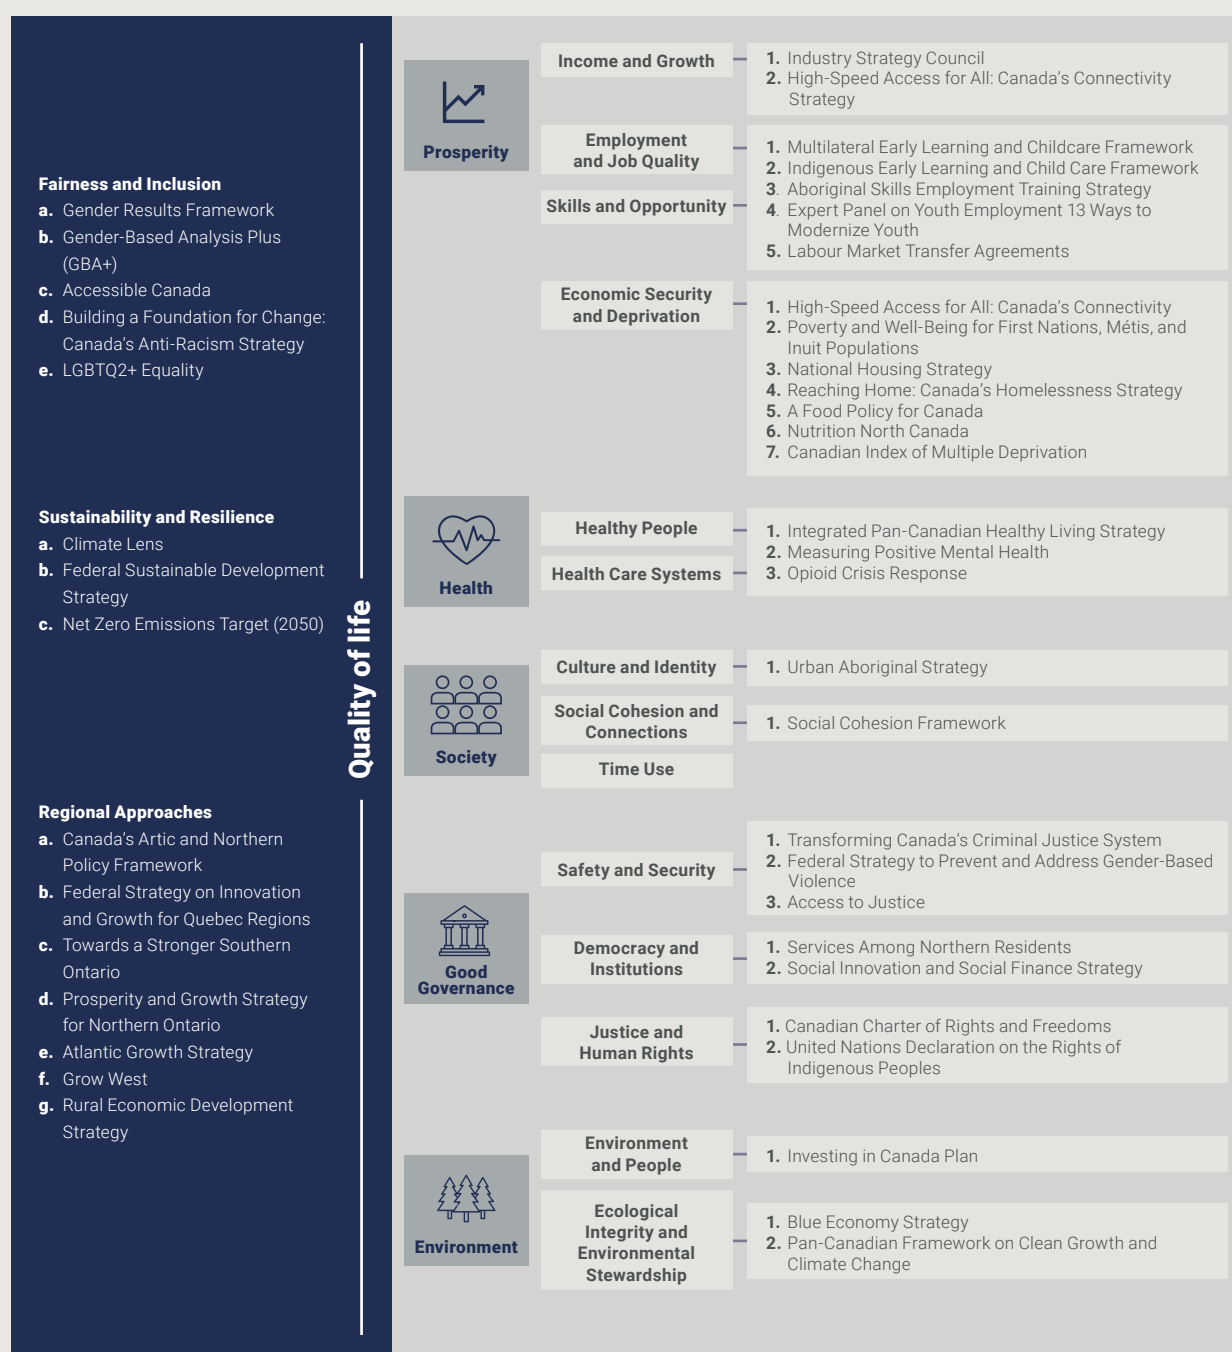 Fairness and Inclusion
a. Gender Results Framework
b. Gender-Based Analysis Plus
(GBA+)
c. Accessible Canada
d. Building a Foundation for Change:
Canada's Anti-Racism Strategy
e. LGBTQ2+ Equality
Sustainability and Resilience
a. Climate Lens
b. Federal Sustainable Development
Strategy
c. Net Zero Emissions Target (2050)
Regional Approaches
a. Canada's Artic and Northern
Policy Framework
b. Federal Strategy on Innovation
and Growth for Quebec Regions
c. Towards a Stronger Southern
Ontario
d. Prosperity and Growth Strategy
for Northern Ontario
e. Atlantic Growth Strategy
f. Grow West
g. Rural Economic Development
Strategy
Quality of life
Prosperity
Income and Growth
1. Industry Strategy Council
2. High-Speed Access for All: Canada's Connectivity
Strategy
Employment
and Job Quality
Skills and Opportunity
1. Multilateral Early Learning and Childcare Framework
2. Indigenous Early Learning and Child Care Framework
3. Aboriginal Skills Employment Training Strategy
4. Expert Panel on Youth Employment 13 Ways to
Modernize Youth
5. Labour Market Transfer Agreements
Economic Security
and Deprivation
1. High-Speed Access for All: Canada's Connectivity
2. Poverty and Well-Being for First Nations, Métis, and
Inuit Populations
3. National Housing Strategy
4. Reaching Home: Canada's Homelessness Strategy
5. A Food Policy for Canada
6. Nutrition North Canada
7. Canadian Index of Multiple Deprivation
Health
Healthy People
Health Care Systems
1. Integrated Pan-Canadian Healthy Living Strategy
2. Measuring Positive Mental Health
3. Opioid Crisis Response
Society
Culture and Identity
1. Urban Aboriginal Strategy
Social Cohesion and
Connections
1. Social Cohesion Framework
Time Use
Good
Governance
Safety and Security
1. Transforming Canada's Criminal Justice System
2. Federal Strategy to Prevent and Address Gender-Based
Violence
3. Access to Justice
Democracy and
Institutions
1. Services Among Northern Residents
2. Social Innovation and Social Finance Strategy
Justice and
Human Rights
1. Canadian Charter of Rights and Freedoms
2. United Nations Declaration on the Rights of
Indigenous Peoples
Environment
Environment
and People
1. Investing in Canada Plan
Ecological
Integrity and
Environmental
Stewardship
1. Blue Economy Strategy
2. Pan-Canadian Framework on Clean Growth and
Climate Change